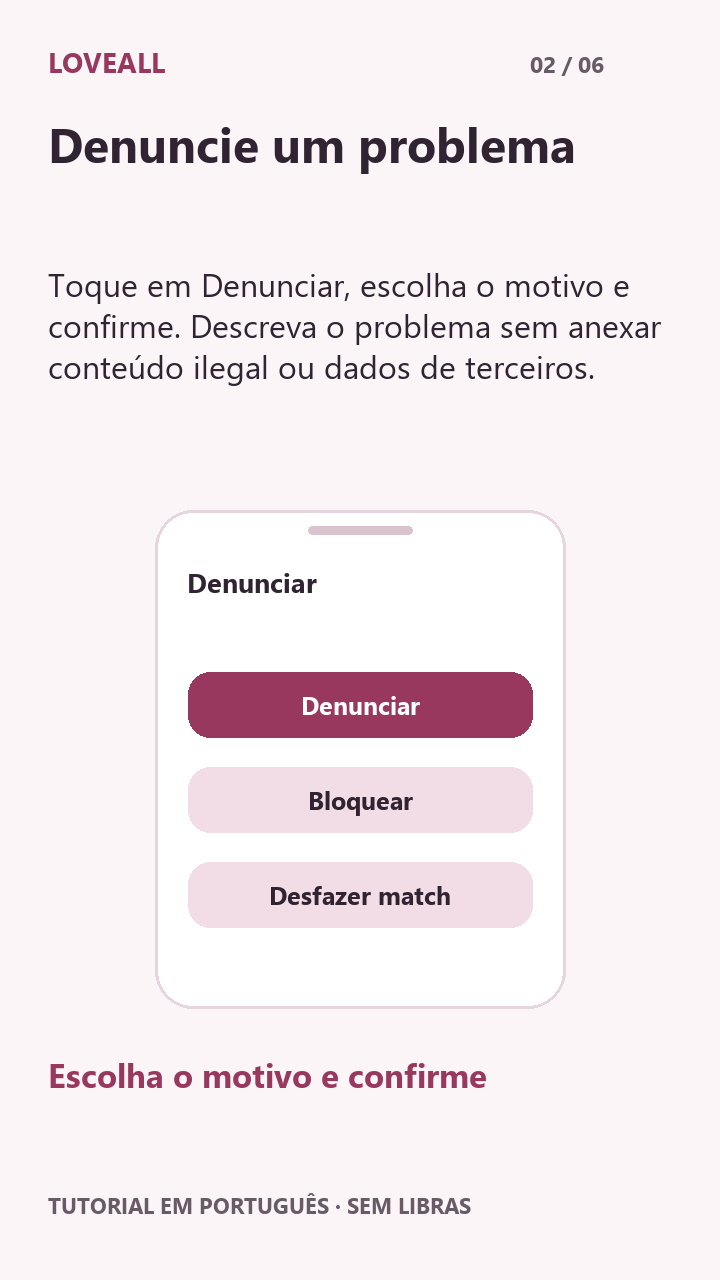 LOVEALL
02 / 06
Denuncie um problema
Toque em Denunciar, escolha o motivo e
confirme. Descreva o problema sem anexar
conteúdo ilegal ou dados de terceiros.
Denunciar
Denunciar
Bloquear
Desfazer match
Escolha o motivo e confirme
TUTORIAL EM PORTUGUÊS · SEM LIBRAS